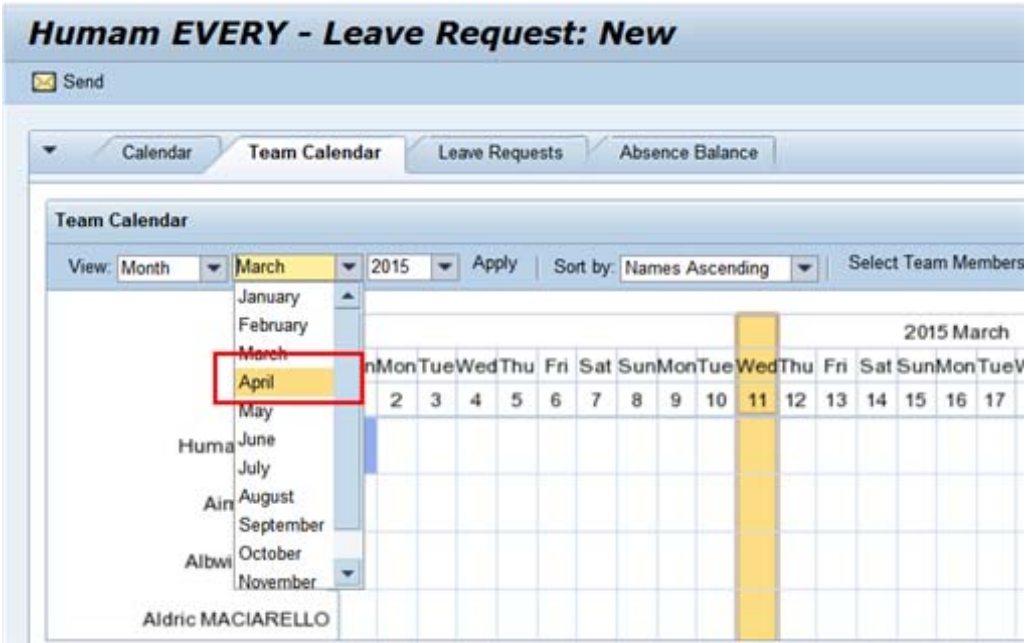 Humam EVERY - Leave Request: New
Send
Calendar Team Calendar Leave Requests Absence Balance
Team Calendar
View: Month March 2015 Apply Sort by: Names Ascending Select Team Members
January
February
2015 March
March
Mon Tue Wed Thu Fri Sat Sun Mon Tue Wed Thu Fri Sat Sun Mon Tue
April
2 3 4 5 6 7 8 9 10 11 12 13 14 15 16 17
May
June
July
August
September
October
November
Aldric MACIARELLO